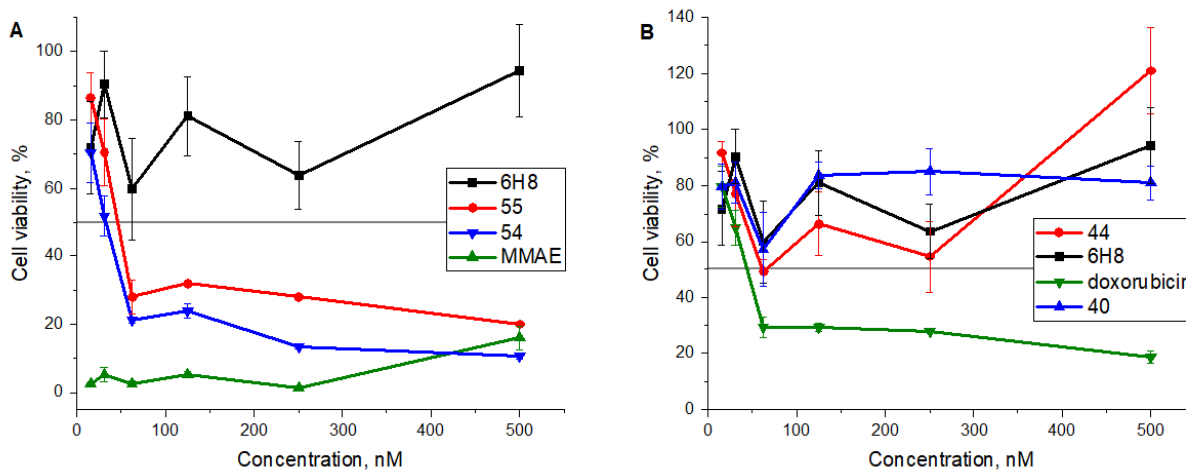 A
Cell viability, %
100
80
60
40
20
0
6H8
55
54
MMAE
0 100 200 300 400 500
Concentration, nM
B
Cell viability, %
140
120
100
80
60
40
20
0
44
6H8
doxorubicin
40
0 100 200 300 400 500
Concentration, nM